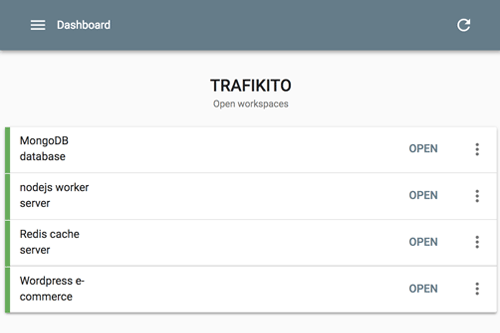 Dashboard
TRAFIKITO
Open workspaces
MongoDB
database
OPEN
nodejs worker
server
OPEN
Redis cache
server
OPEN
Wordpress e-
commerce
OPEN